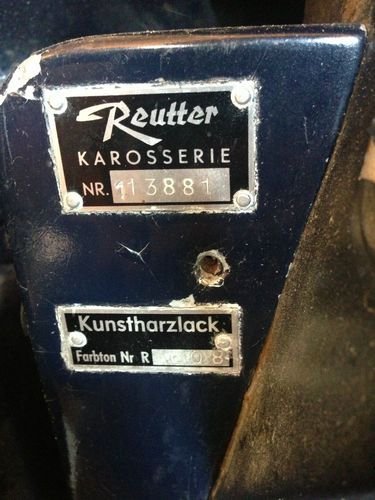 Reutter
KAROSSERIE
NR. 113881
Kunstharzlack
Farbton Nr R